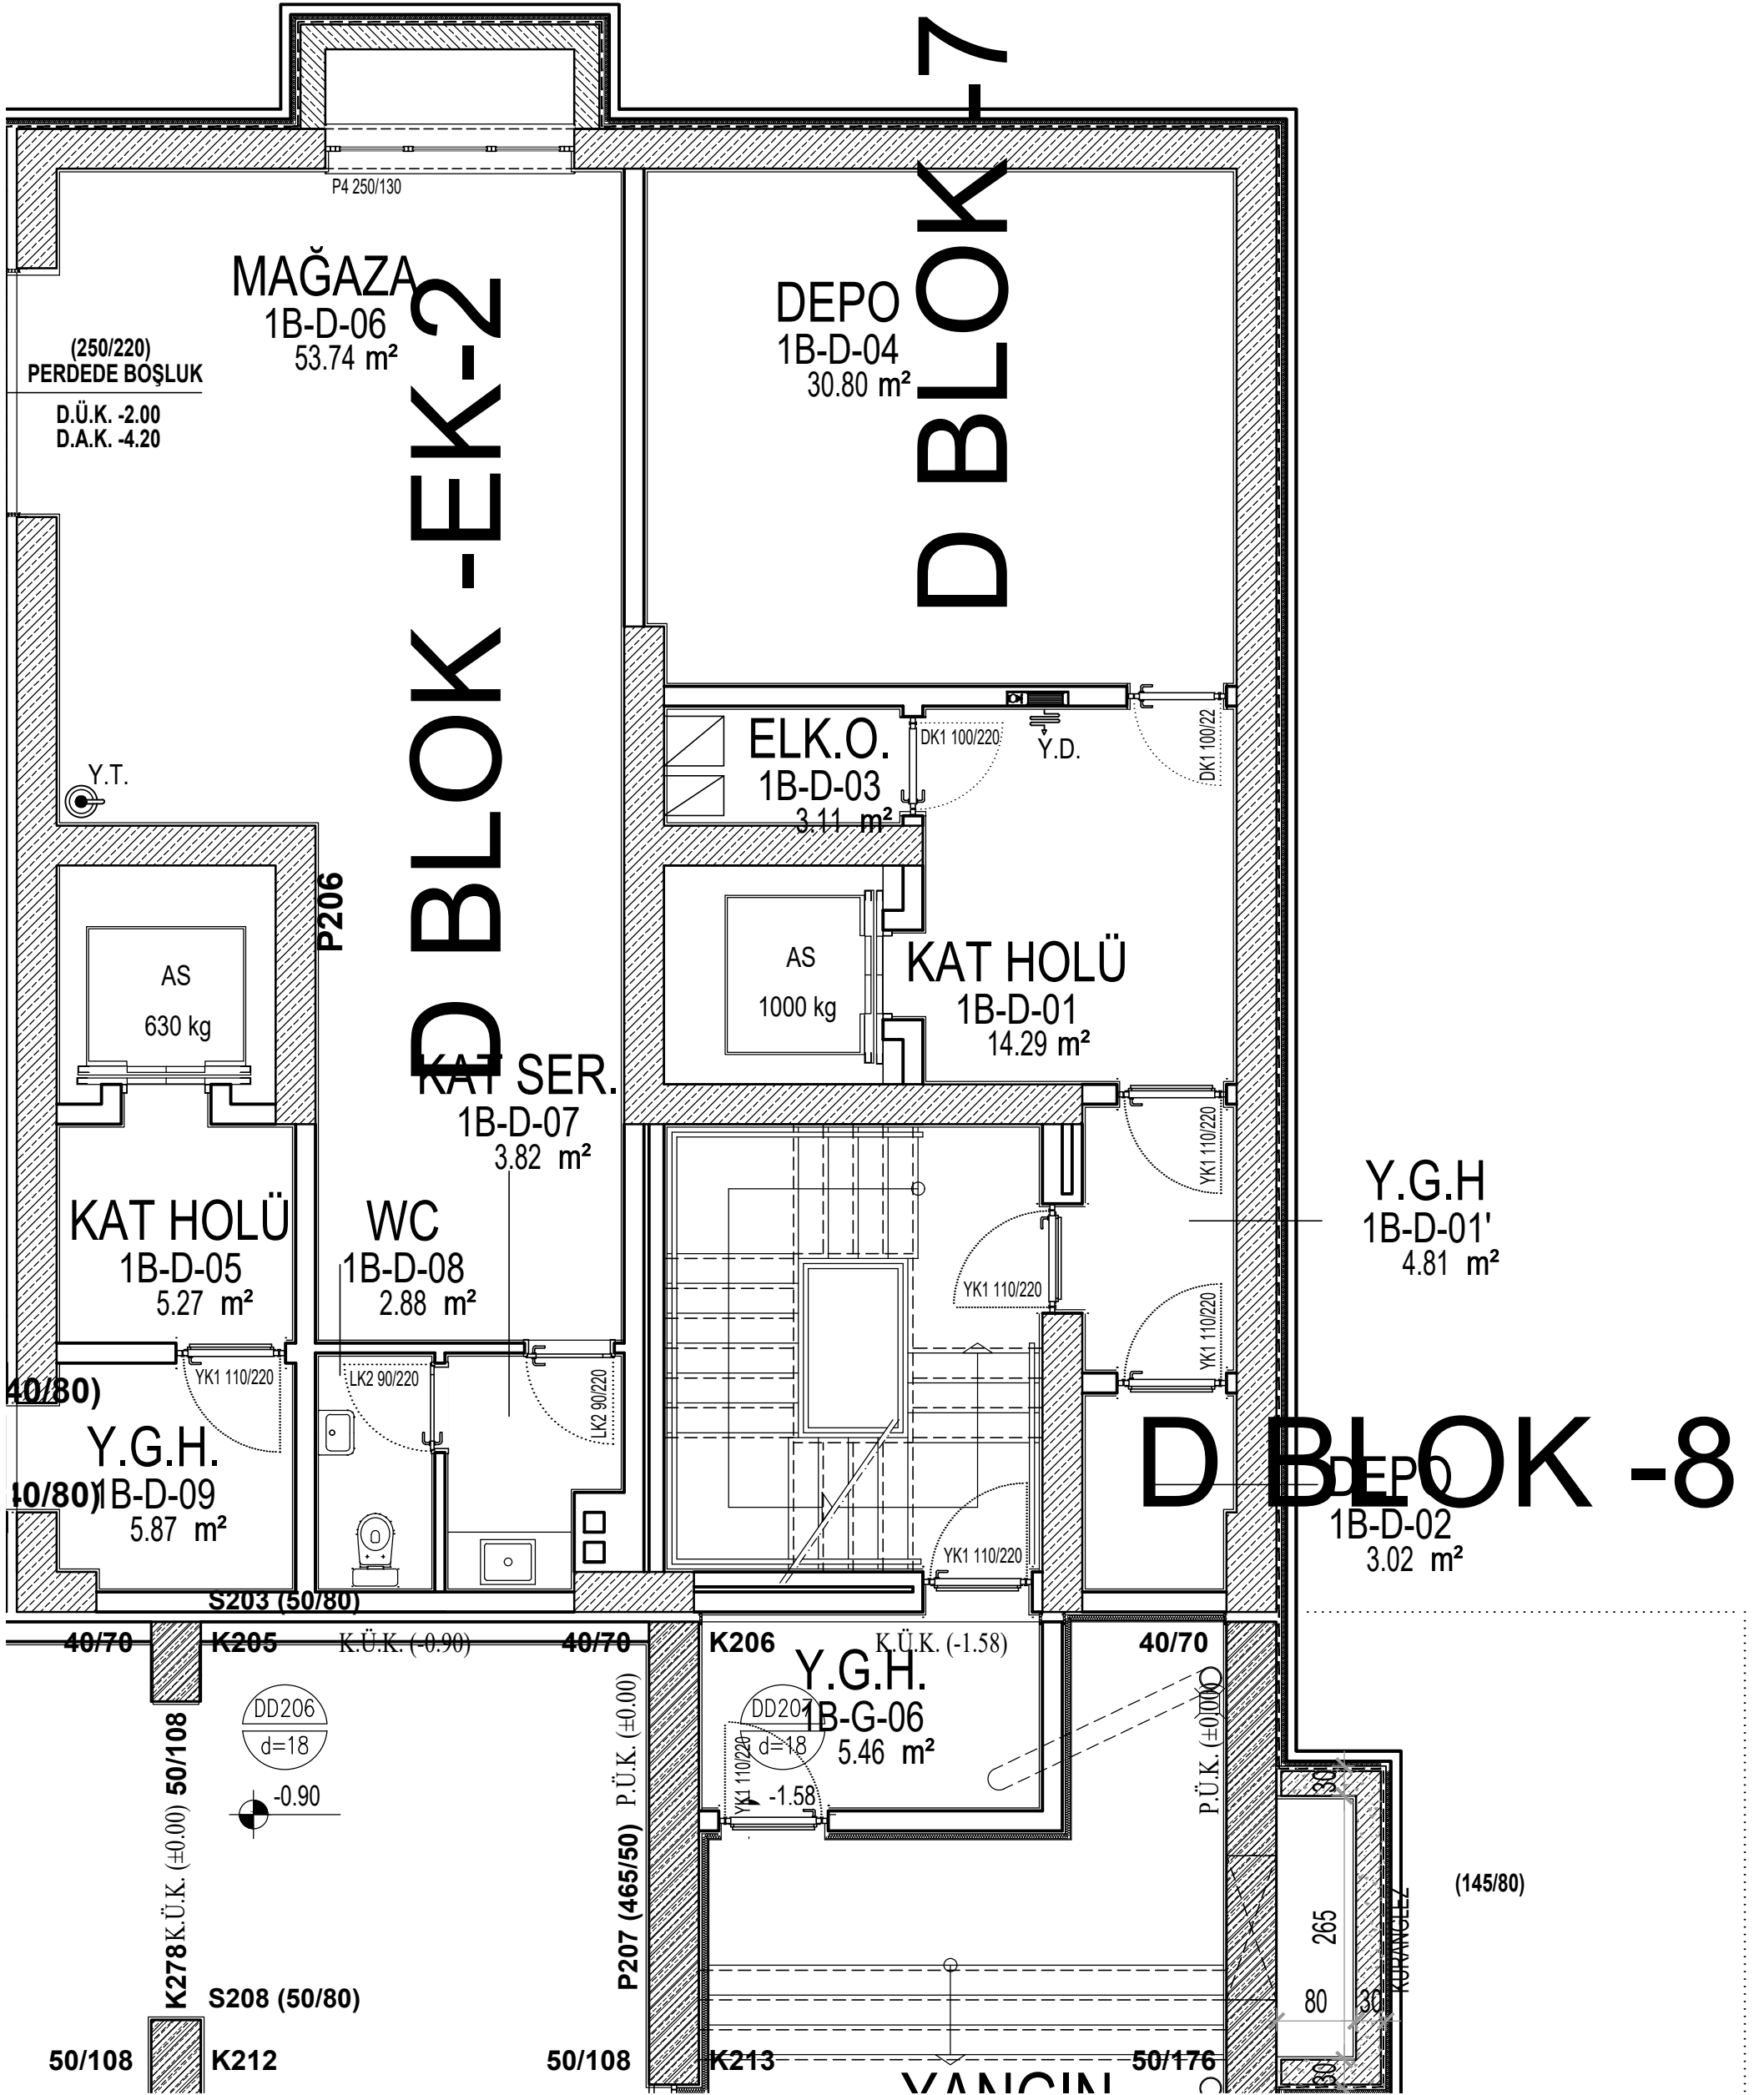 D BLOK -7
P4 250/130
MAĞAZA
1B-D-06
53.74 m²
DEPO
1B-D-04
30.80 m²
(250/220)
PERDEDE BOŞLUK
D.Ü.K. -2.00
D.A.K. -4.20
D BLOK -EK-2
ELK.O.
1B-D-03
3.11 m²
DK1 100/220
Y.D.
DK1 100/22
Y.T.
P206
AS
630 kg
AS
1000 kg
KAT HOLÜ
1B-D-01
14.29 m²
KAT SER.
1B-D-07
3.82 m²
YK1 110/220
Y.G.H
1B-D-01'
4.81 m²
KAT HOLÜ
1B-D-05
5.27 m²
WC
1B-D-08
2.88 m²
YK1 110/220
YK1 110/220
YK1 110/220
LK2 90/220
LK2 90/220
40/80)
Y.G.H.
1B-D-09
5.87 m²
40/80)
D BLOK -8
DEPO
1B-D-02
3.02 m²
YK1 110/220
S203 (50/80)
40/70
K205
K.Ü.K. (-0.90)
40/70
K206
K.Ü.K. (-1.58)
40/70
Y.G.H.
1B-G-06
5.46 m²
DD206
d=18
-0.90
DD207
d=18
-1.58
YK1 110/220
P.Ü.K. (±0.00)
P.Ü.K. (±0.00)
K278 K.Ü.K. (±0.00) 50/108
P207 (465/50)
30
265
80
30
30
KURANGLEZ
(145/80)
S208 (50/80)
50/108
K212
50/108
K213
50/176
YANGIN